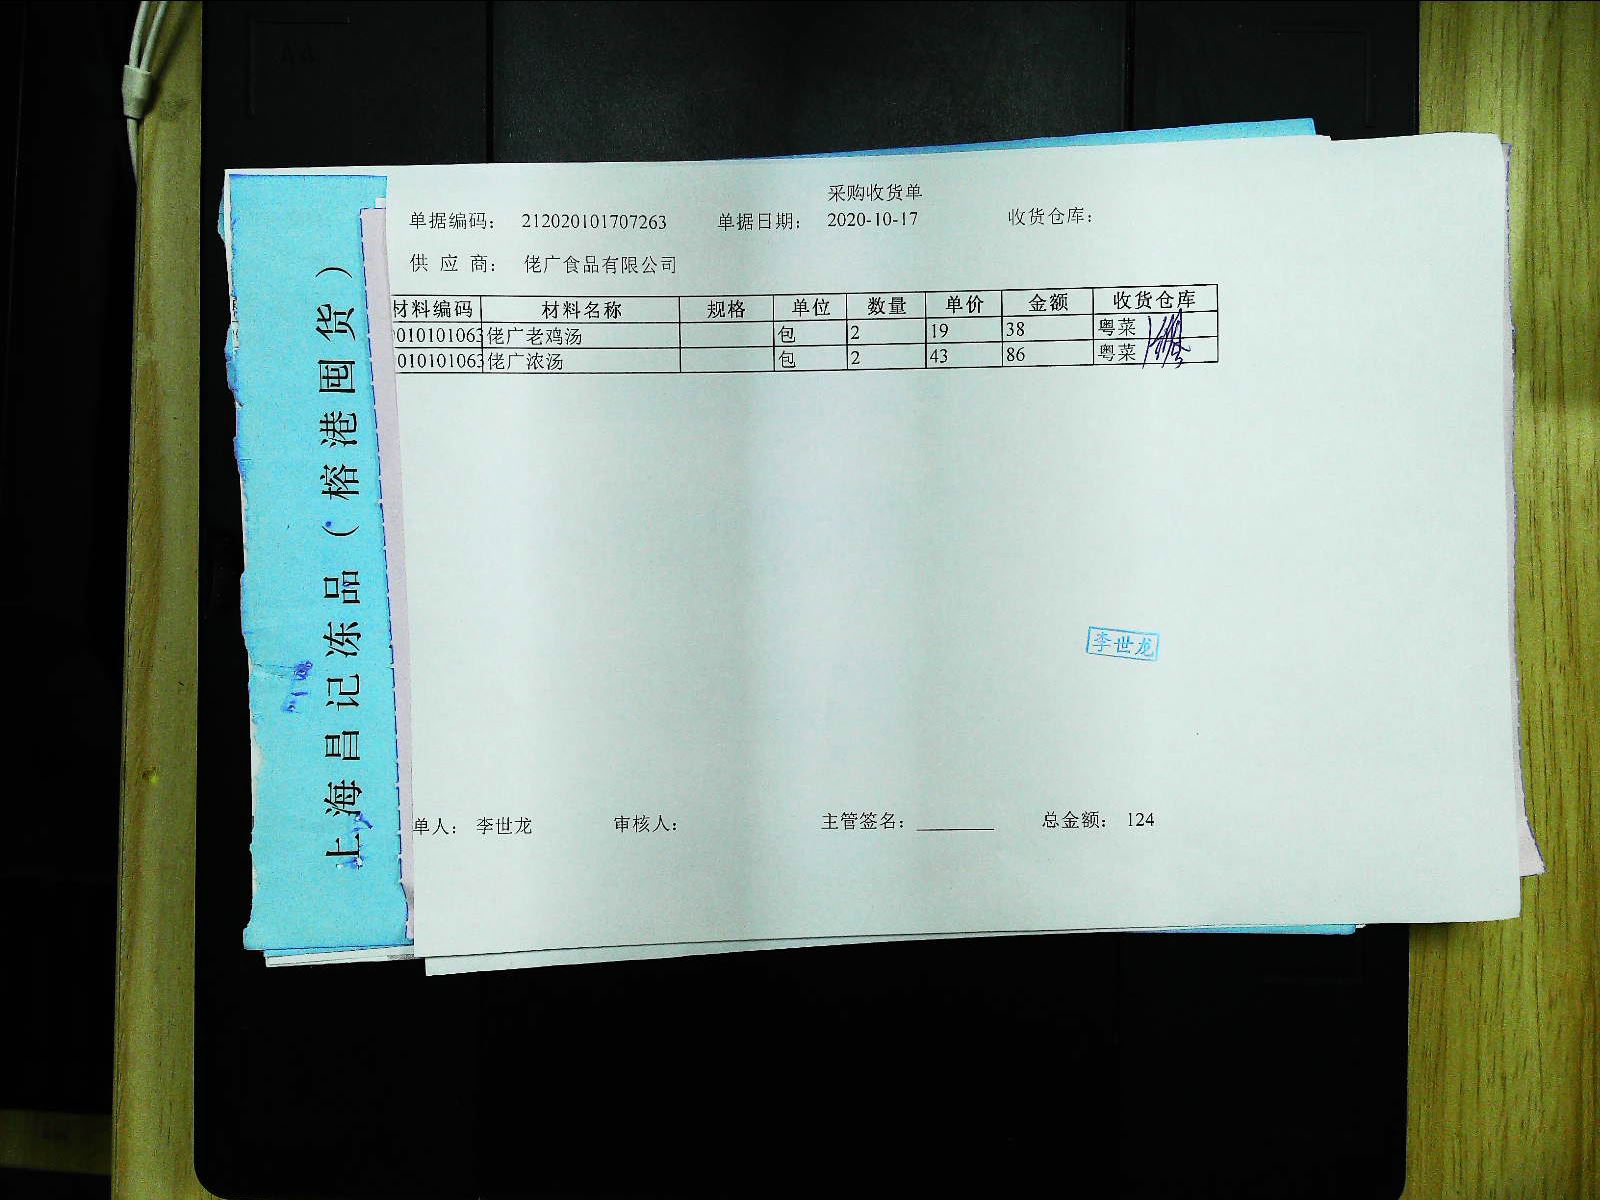 采购收货单
单据编码： 212020101707263 单据日期： 2020-10-17 收货仓库：
供 应 商： 佬广食品有限公司
材料编码 材料名称 规格 单位 数量 单价 金额 收货仓库
010101063 佬广老鸡汤 包 2 19 38 粤菜
010101063 佬广浓汤 包 2 43 86 粤菜
李世龙
单人： 李世龙 审核人： 主管签名： 总金额： 124
上海昌记冻品（榕港囤货）